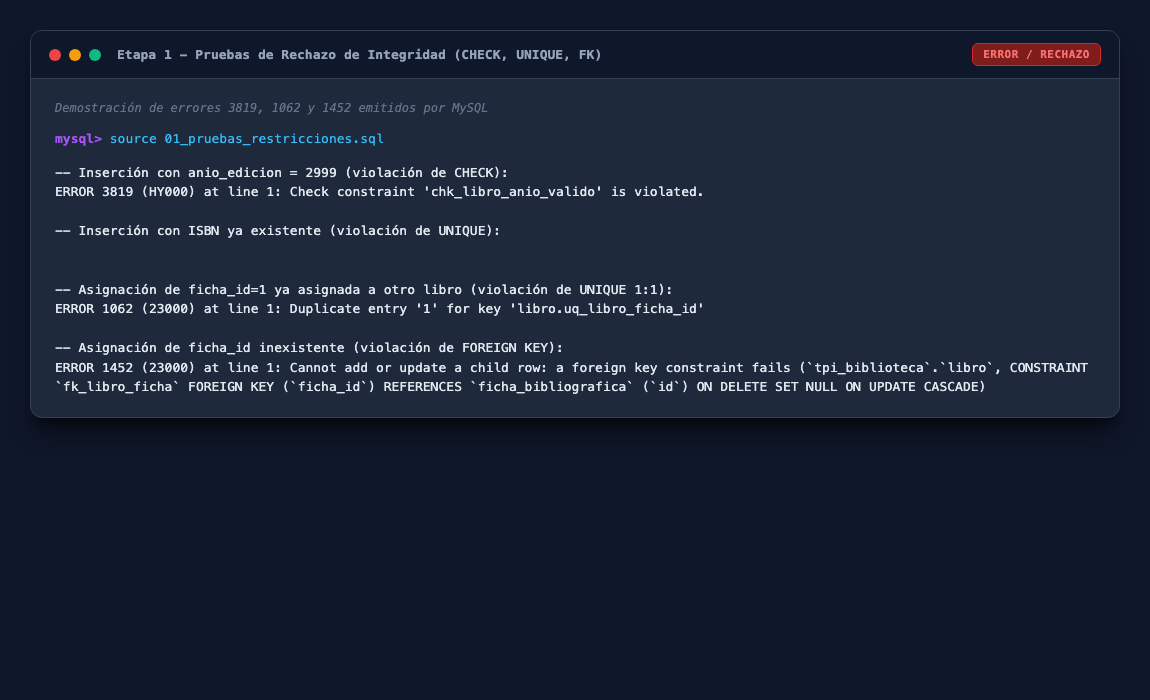 Etapa 1 – Pruebas de Rechazo de Integridad (CHECK, UNIQUE, FK)
ERROR / RECHAZO
Demostración de errores 3819, 1062 y 1452 emitidos por MySQL
mysql> source 01_pruebas_restricciones.sql
-- Inserción con anio_edicion = 2999 (violación de CHECK):
ERROR 3819 (HY000) at line 1: Check constraint 'chk_libro_anio_valido' is violated.
-- Inserción con ISBN ya existente (violación de UNIQUE):
-- Asignación de ficha_id=1 ya asignada a otro libro (violación de UNIQUE 1:1):
ERROR 1062 (23000) at line 1: Duplicate entry '1' for key 'libro.uq_libro_ficha_id'
-- Asignación de ficha_id inexistente (violación de FOREIGN KEY):
ERROR 1452 (23000) at line 1: Cannot add or update a child row: a foreign key constraint fails (`tpi_biblioteca`.`libro`, CONSTRAINT
`fk_libro_ficha` FOREIGN KEY (`ficha_id`) REFERENCES `ficha_bibliografica` (`id`) ON DELETE SET NULL ON UPDATE CASCADE)